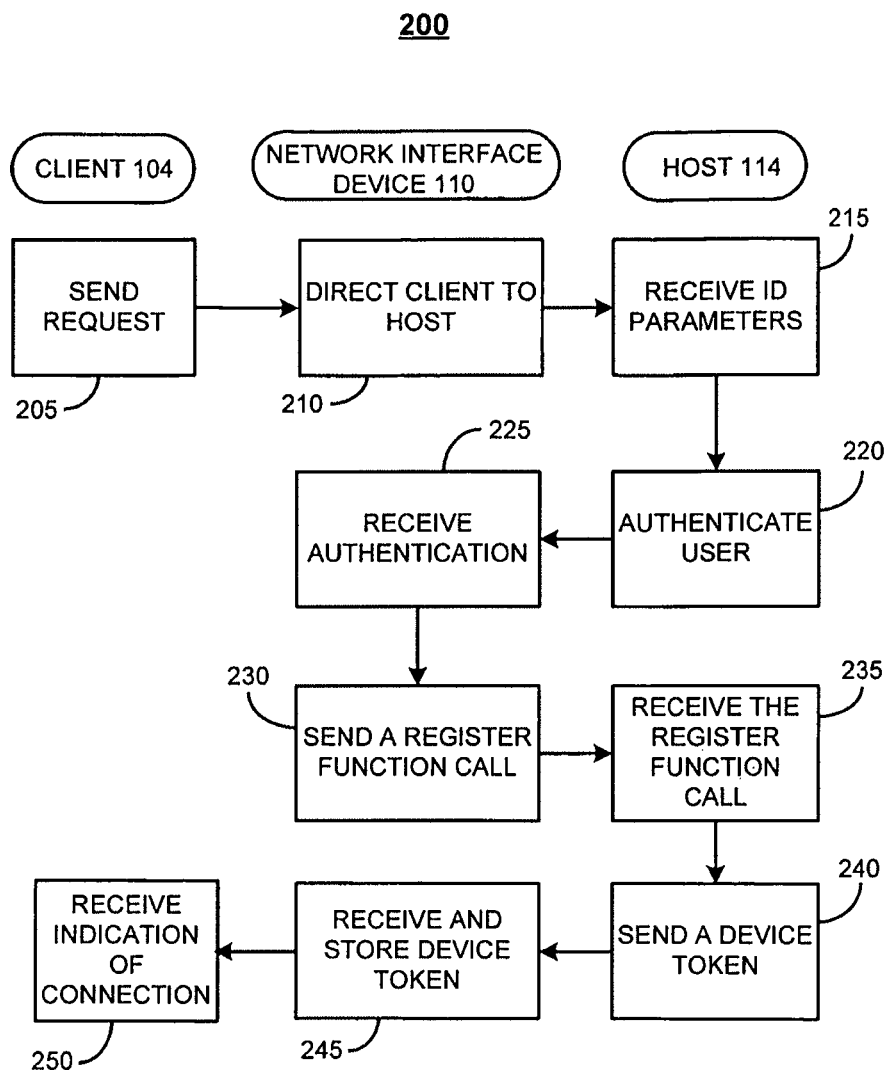 200
CLIENT 104
NETWORK INTERFACE
DEVICE 110
HOST 114
215
SEND
REQUEST
DIRECT CLIENT TO
HOST
RECEIVE ID
PARAMETERS
205
210
225
220
RECEIVE
AUTHENTICATION
AUTHENTICATE
USER
230
235
SEND A REGISTER
FUNCTION CALL
RECEIVE THE
REGISTER
FUNCTION
CALL
240
RECEIVE
INDICATION
OF
CONNECTION
RECEIVE AND
STORE DEVICE
TOKEN
SEND A DEVICE
TOKEN
250
245